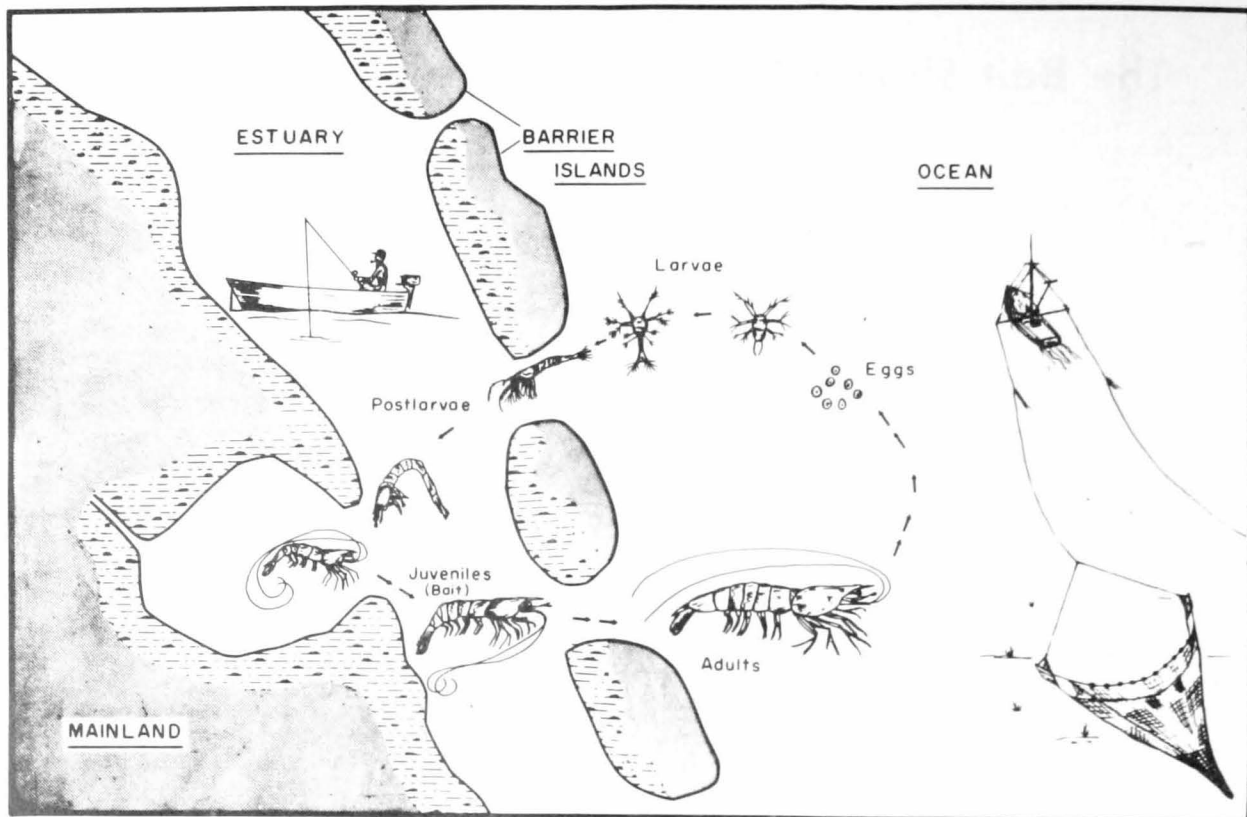 ESTUARY
BARRIER
ISLANDS
OCEAN
Larvae
Eggs
Postlarvae
Juveniles
(Bait)
Adults
MAINLAND